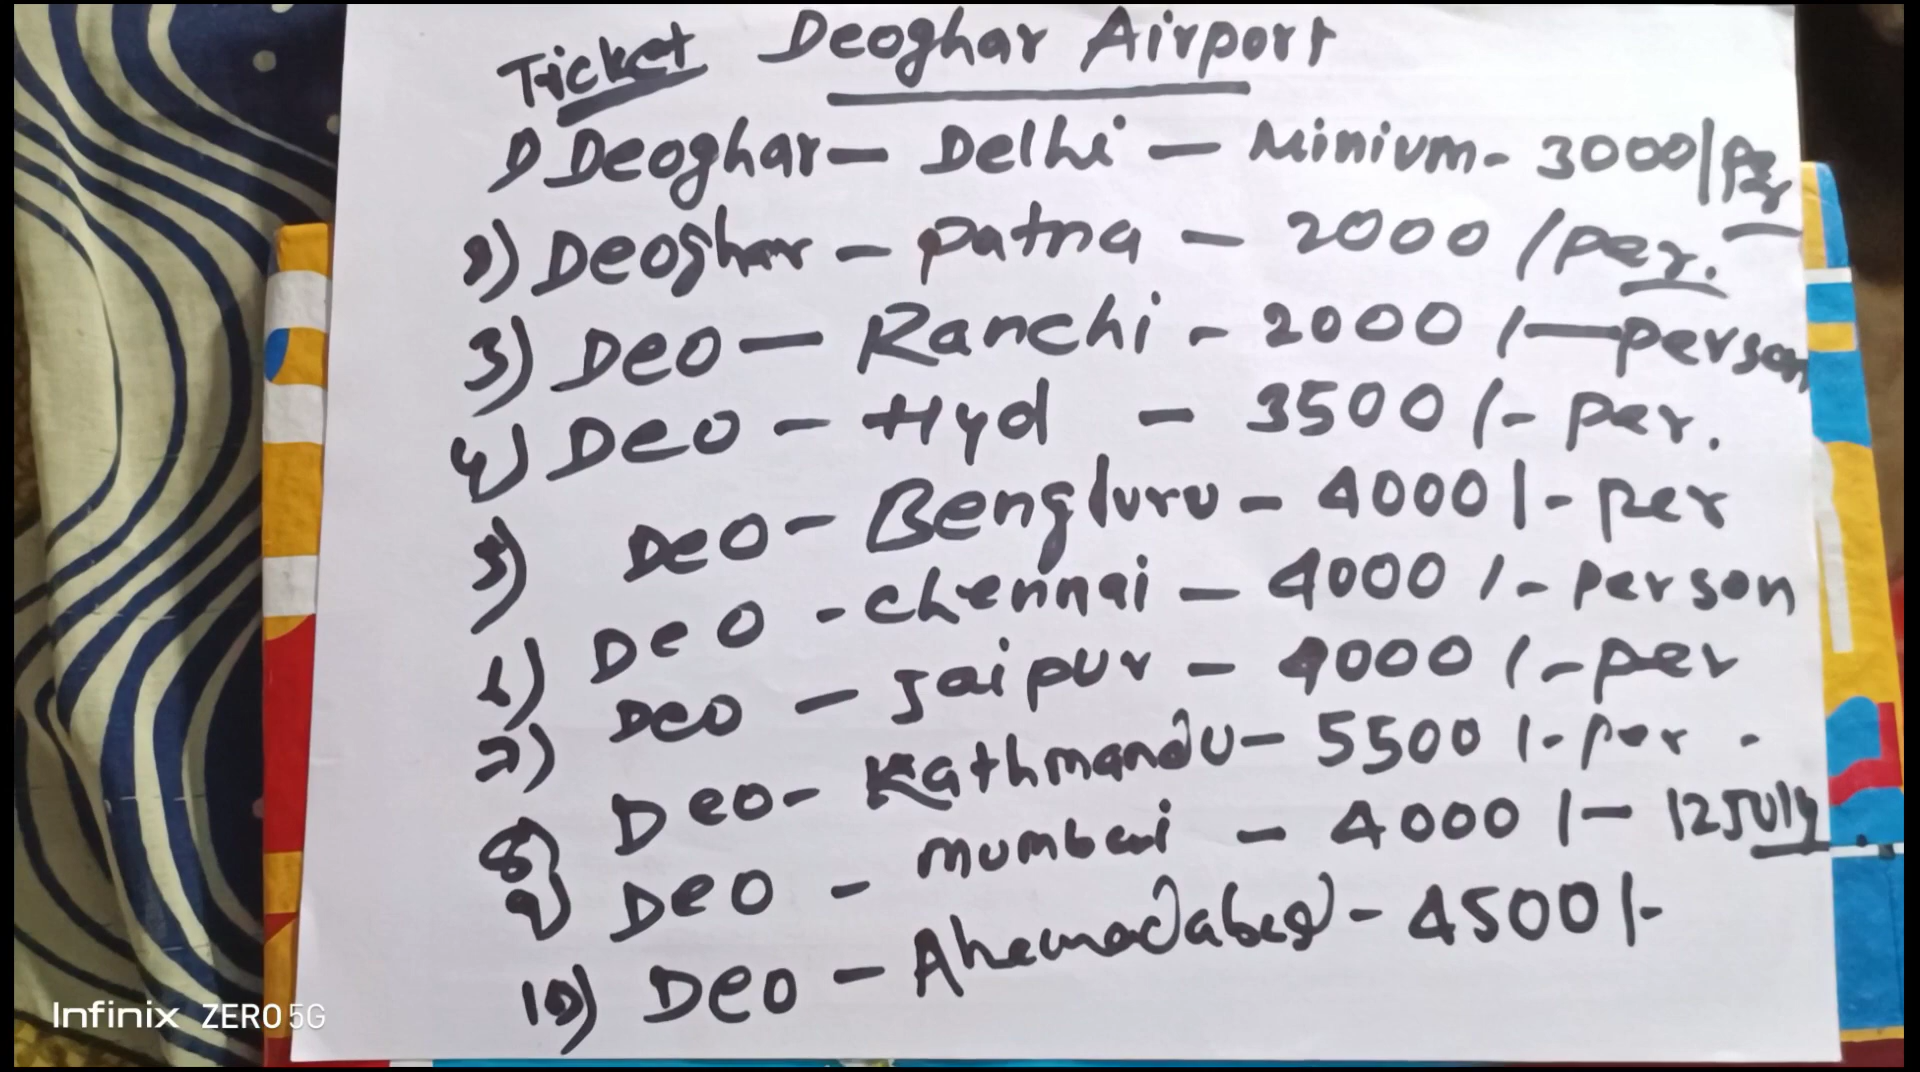 Ticket Deoghar Airport
1) Deoghar - Delhi - Minium - 3000/Per
2) Deoghar - Patna - 2000 /per.
3) Deo - Ranchi - 2000 /- person
4) Deo - Hyd - 3500 /- Per.
5) Deo - Bengluru - 4000 /- Per
6) Deo - chennai - 4000 /- Person
7) Deo - Jaipur - 4000 /- per
8) Deo - Kathmandu - 5500 /- per -
9) Deo - mumbai - 4000 /- 12 July
10) Deo - Ahemadabad - 4500 /-
Infinix ZERO 5G